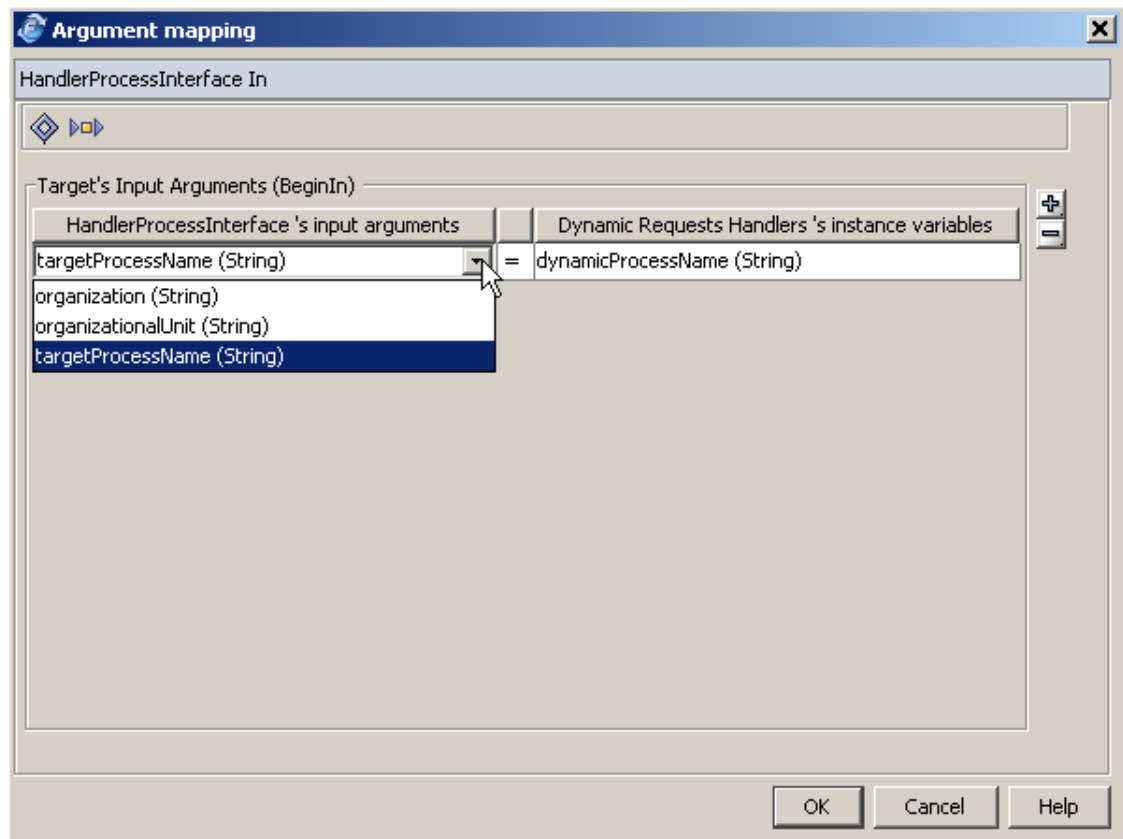 Argument mapping
HandlerProcessInterface In
Target's Input Arguments (BeginIn)
HandlerProcessInterface 's input arguments Dynamic Requests Handlers 's instance variables
targetProcessName (String) = dynamicProcessName (String)
organization (String)
organizationalUnit (String)
targetProcessName (String)
OK Cancel Help